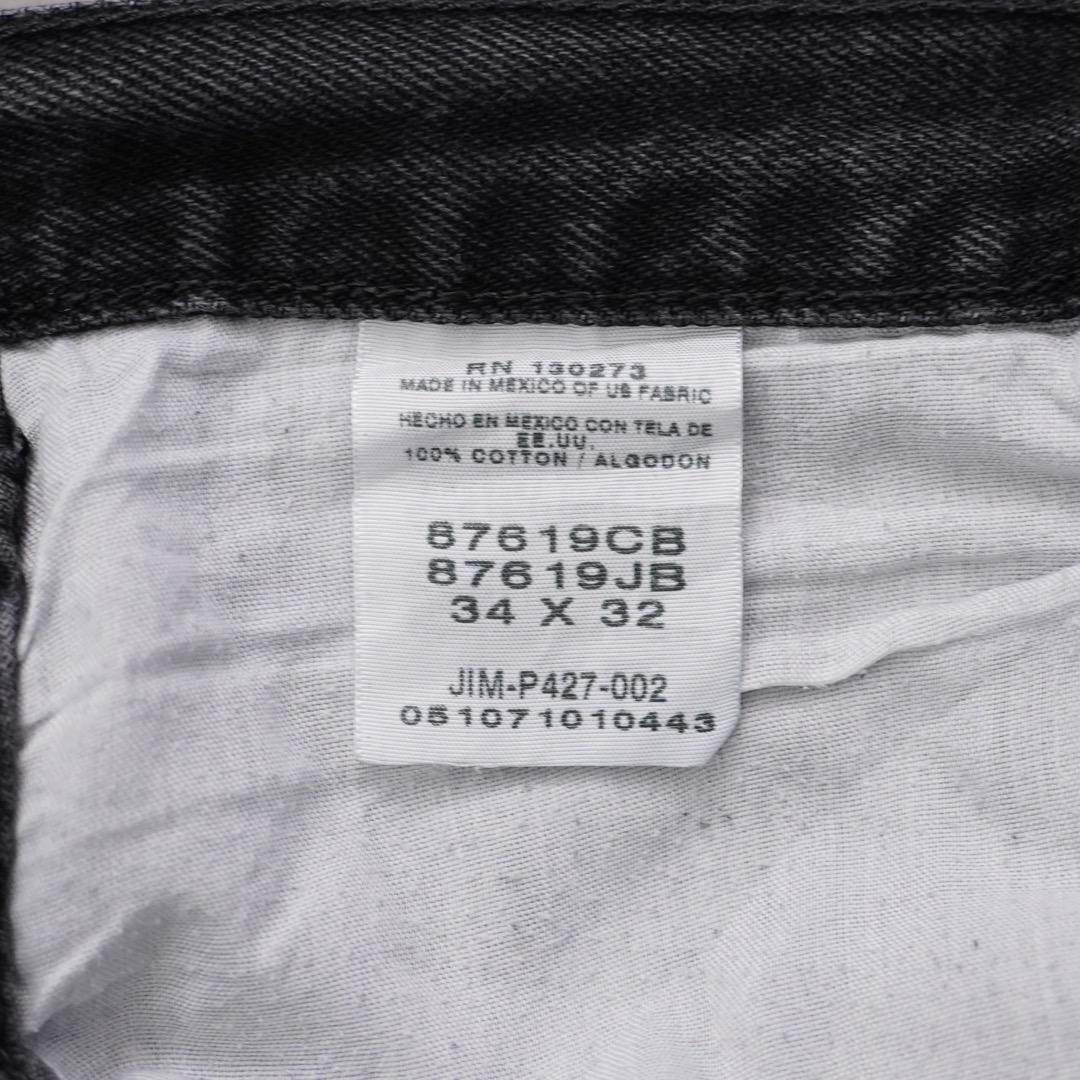 RN 130273
MADE IN MEXICO OF US FABRIC
HECHO EN MEXICO CON TELA DE
EE.UU.
100% COTTON / ALGODON
87619CB
87619JB
34 X 32
JIM-P427-002
051071010443